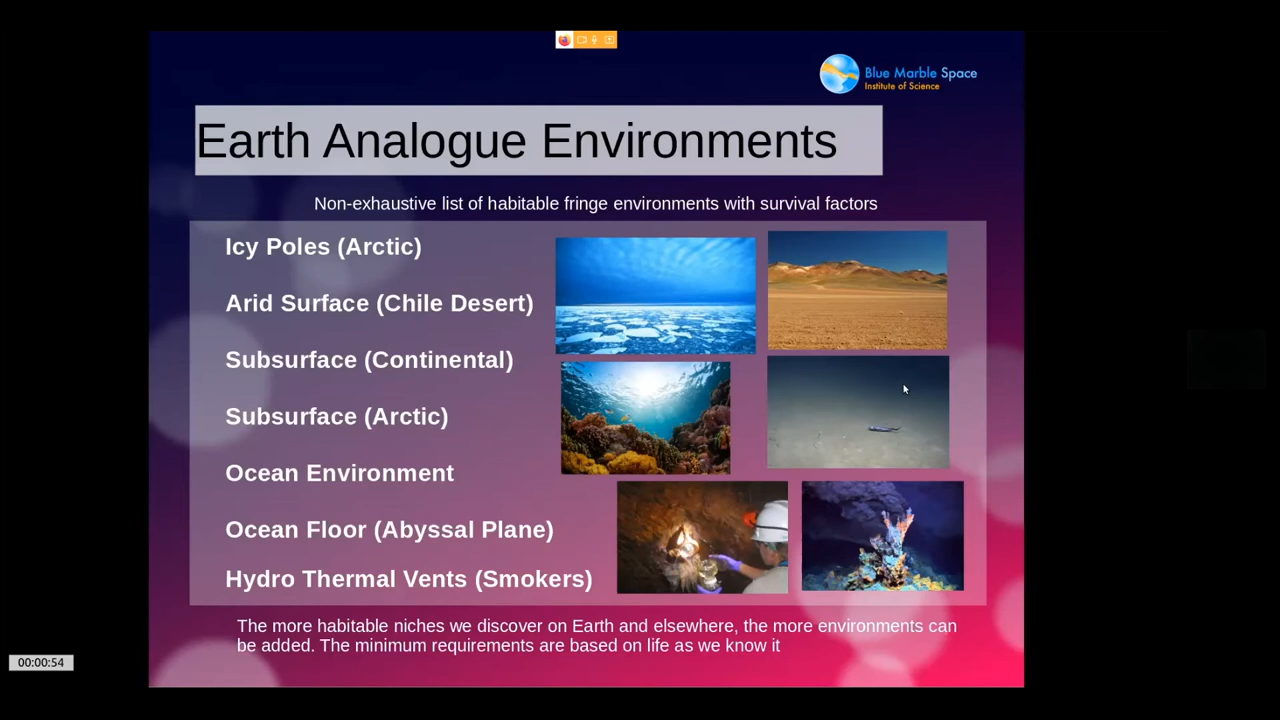 Blue Marble Space
Institute of Science
Earth Analogue Environments
Non-exhaustive list of habitable fringe environments with survival factors
Icy Poles (Arctic)
Arid Surface (Chile Desert)
Subsurface (Continental)
Subsurface (Arctic)
Ocean Environment
Ocean Floor (Abyssal Plane)
Hydro Thermal Vents (Smokers)
The more habitable niches we discover on Earth and elsewhere, the more environments can
be added. The minimum requirements are based on life as we know it
00:00:54